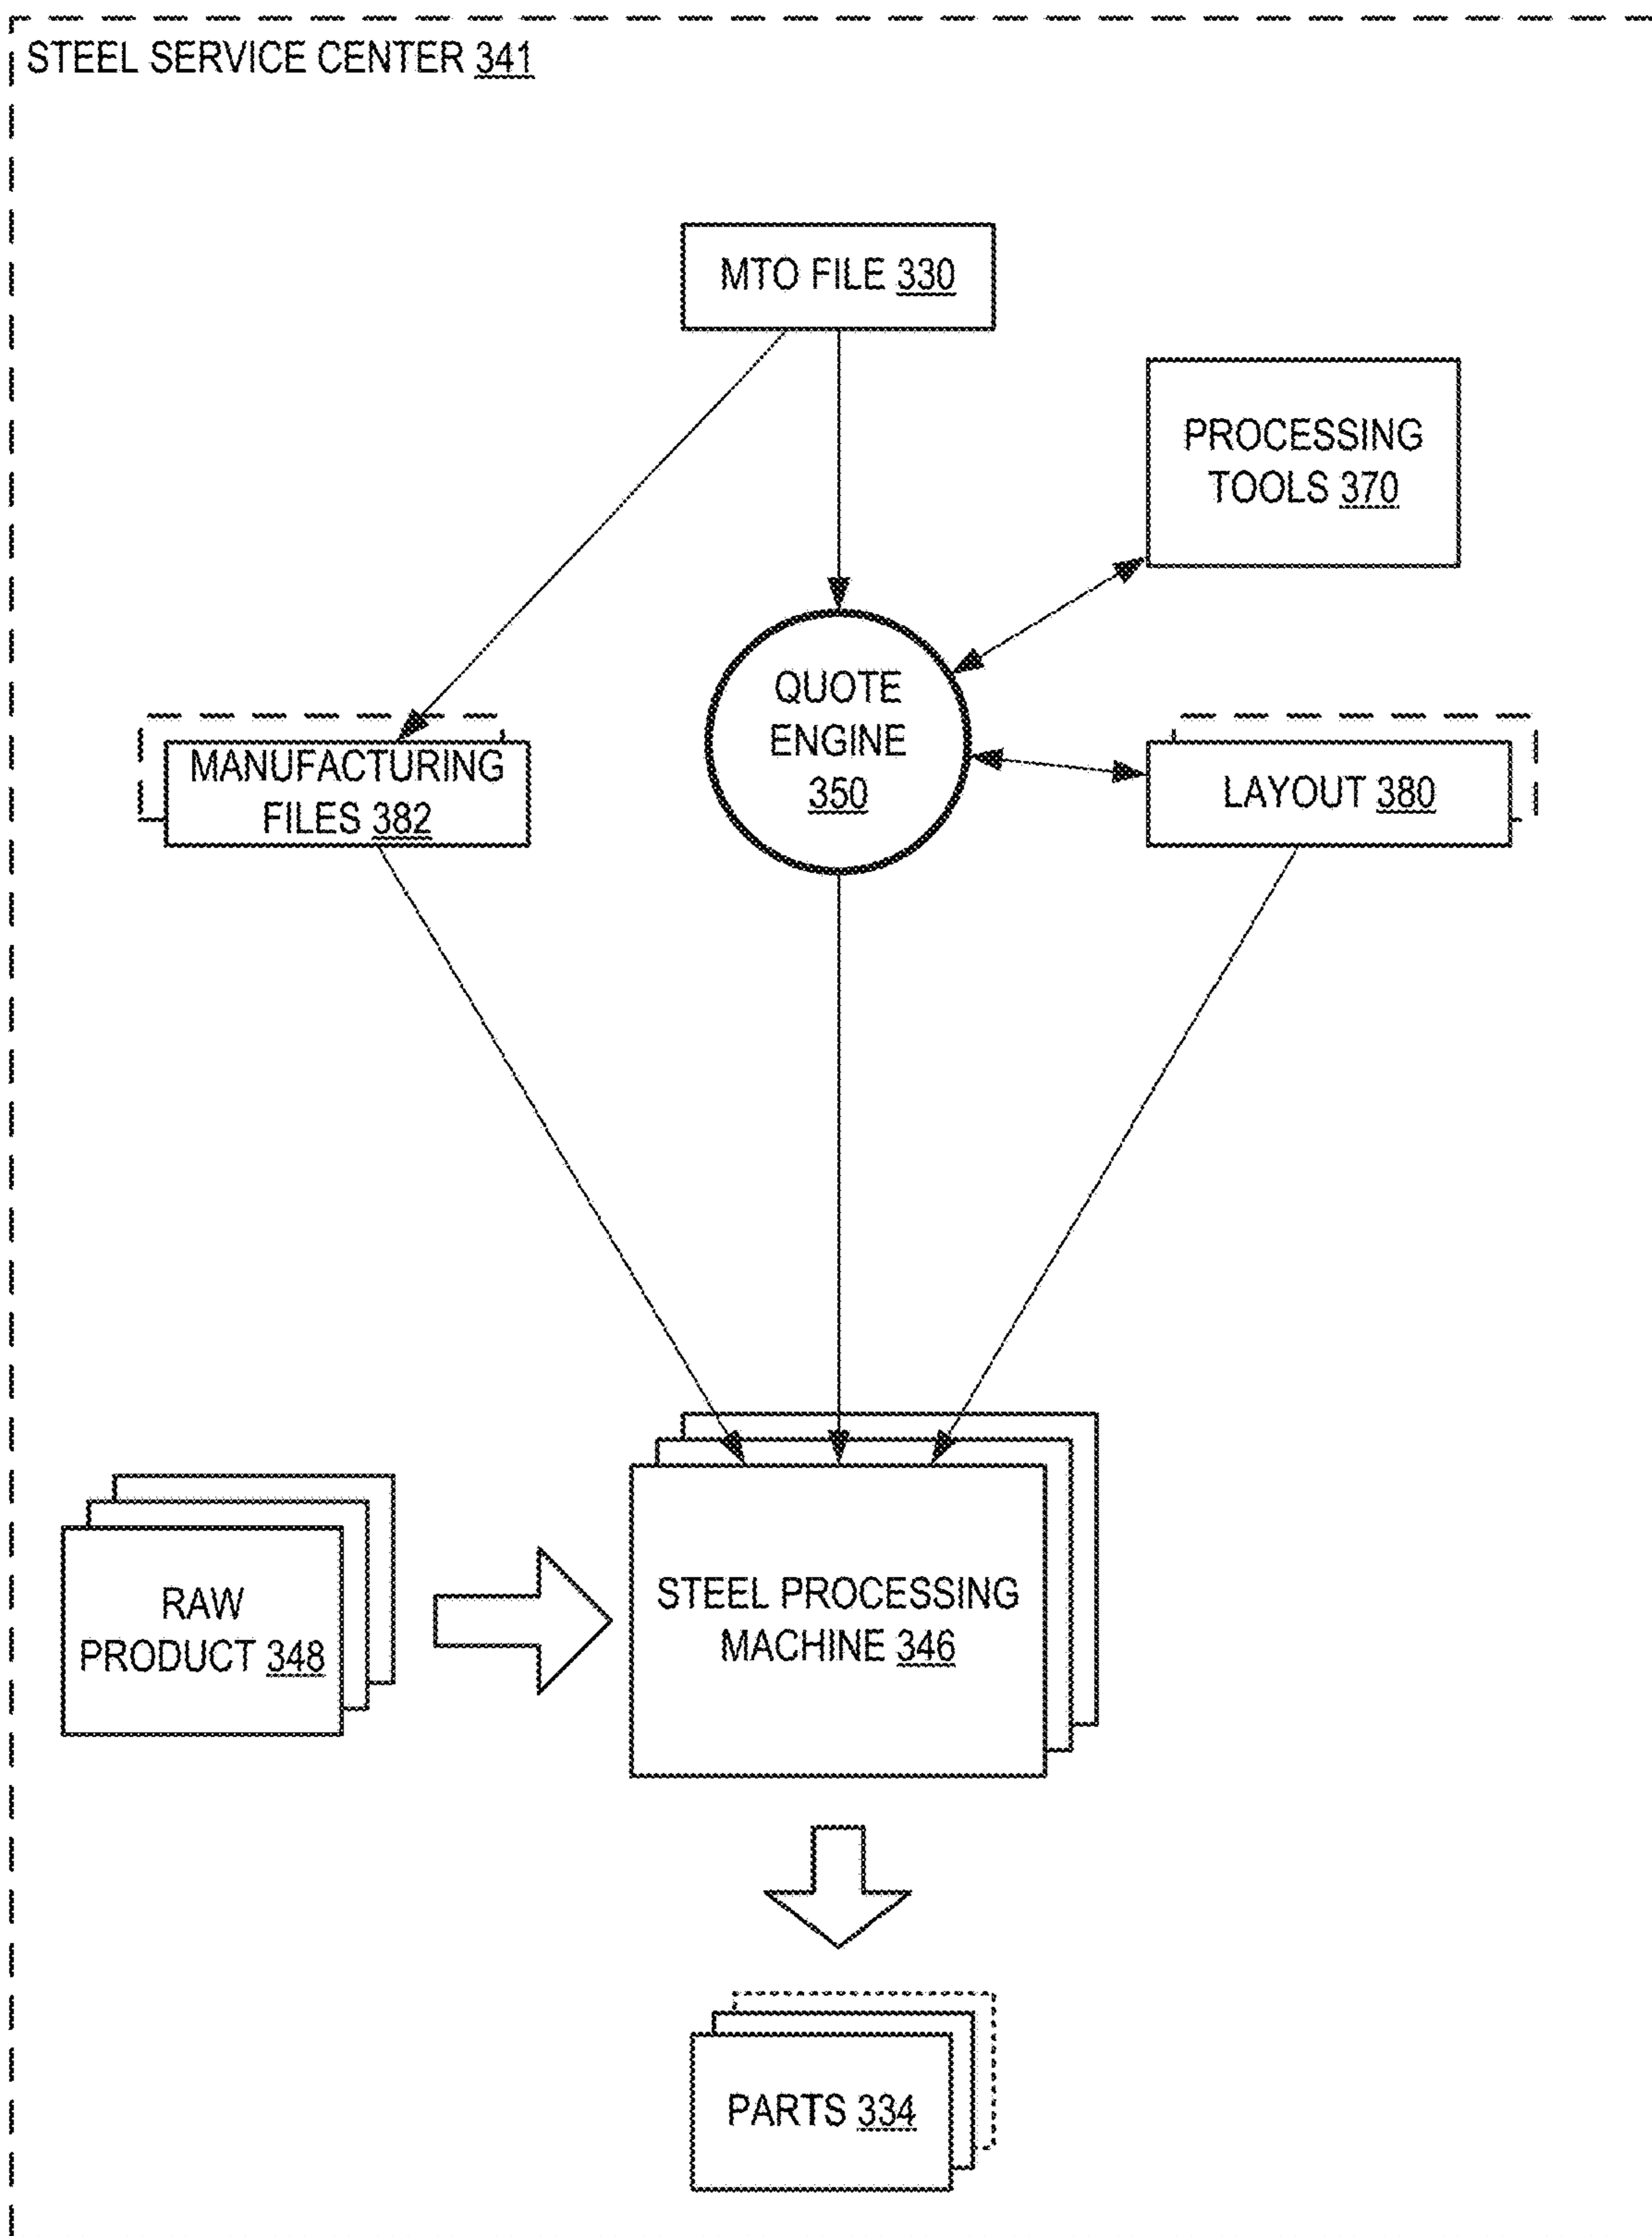 STEEL SERVICE CENTER 341
MTO FILE 330
PROCESSING
TOOLS 370
QUOTE
ENGINE
350
MANUFACTURING
FILES 382
LAYOUT 380
RAW
PRODUCT 348
STEEL PROCESSING
MACHINE 346
PARTS 334